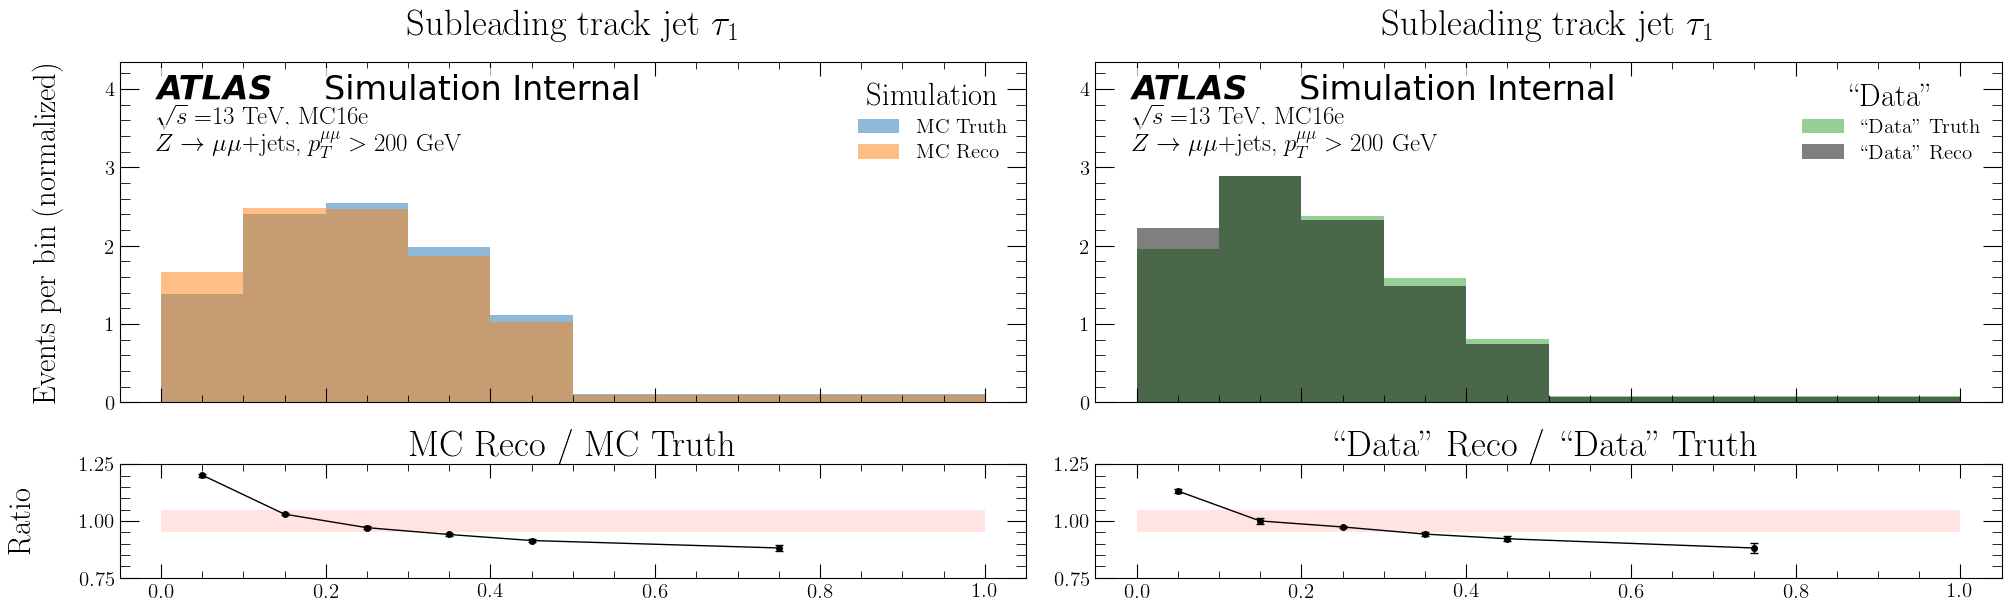 Subleading track jet τ₁
ATLAS Simulation Internal
√s =13 TeV, MC16e
Z → μμ+jets, p_T^{μμ} > 200 GeV
Simulation
MC Truth
MC Reco
Events per bin (normalized)
4
3
2
1
0
MC Reco / MC Truth
Ratio
1.25
1.00
0.75
0.0 0.2 0.4 0.6 0.8 1.0
Subleading track jet τ₁
ATLAS Simulation Internal
√s =13 TeV, MC16e
Z → μμ+jets, p_T^{μμ} > 200 GeV
“Data”
“Data” Truth
“Data” Reco
4
3
2
1
0
“Data” Reco / “Data” Truth
1.25
1.00
0.75
0.0 0.2 0.4 0.6 0.8 1.0